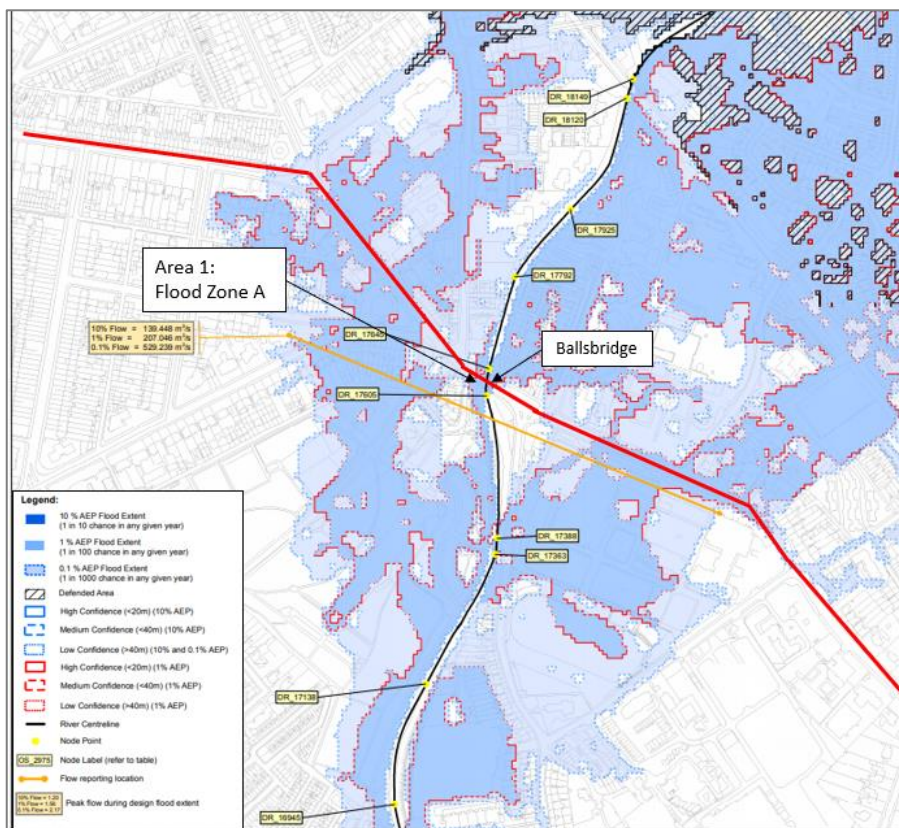 DR_18149
DR_18120
DR_17925
Area 1:
Flood Zone A
DR_17792
10% Flow = 139.448 m³/s
1% Flow = 207.046 m³/s
0.1% Flow = 529.239 m³/s
DR_17645
Ballsbridge
DR_17605
DR_17388
DR_17363
DR_17138
DR_16945
Legend:
10 % AEP Flood Extent
(1 in 10 chance in any given year)
1 % AEP Flood Extent
(1 in 100 chance in any given year)
0.1 % AEP Flood Extent
(1 in 1000 chance in any given year)
Defended Area
High Confidence (<20m) (10% AEP)
Medium Confidence (<40m) (10% AEP)
Low Confidence (>40m) (10% and 0.1% AEP)
High Confidence (<20m) (1% AEP)
Medium Confidence (<40m) (1% AEP)
Low Confidence (>40m) (1% AEP)
River Centreline
Node Point
OS_2975 Node Label (refer to table)
Flow reporting location
Peak flow during design flood extent